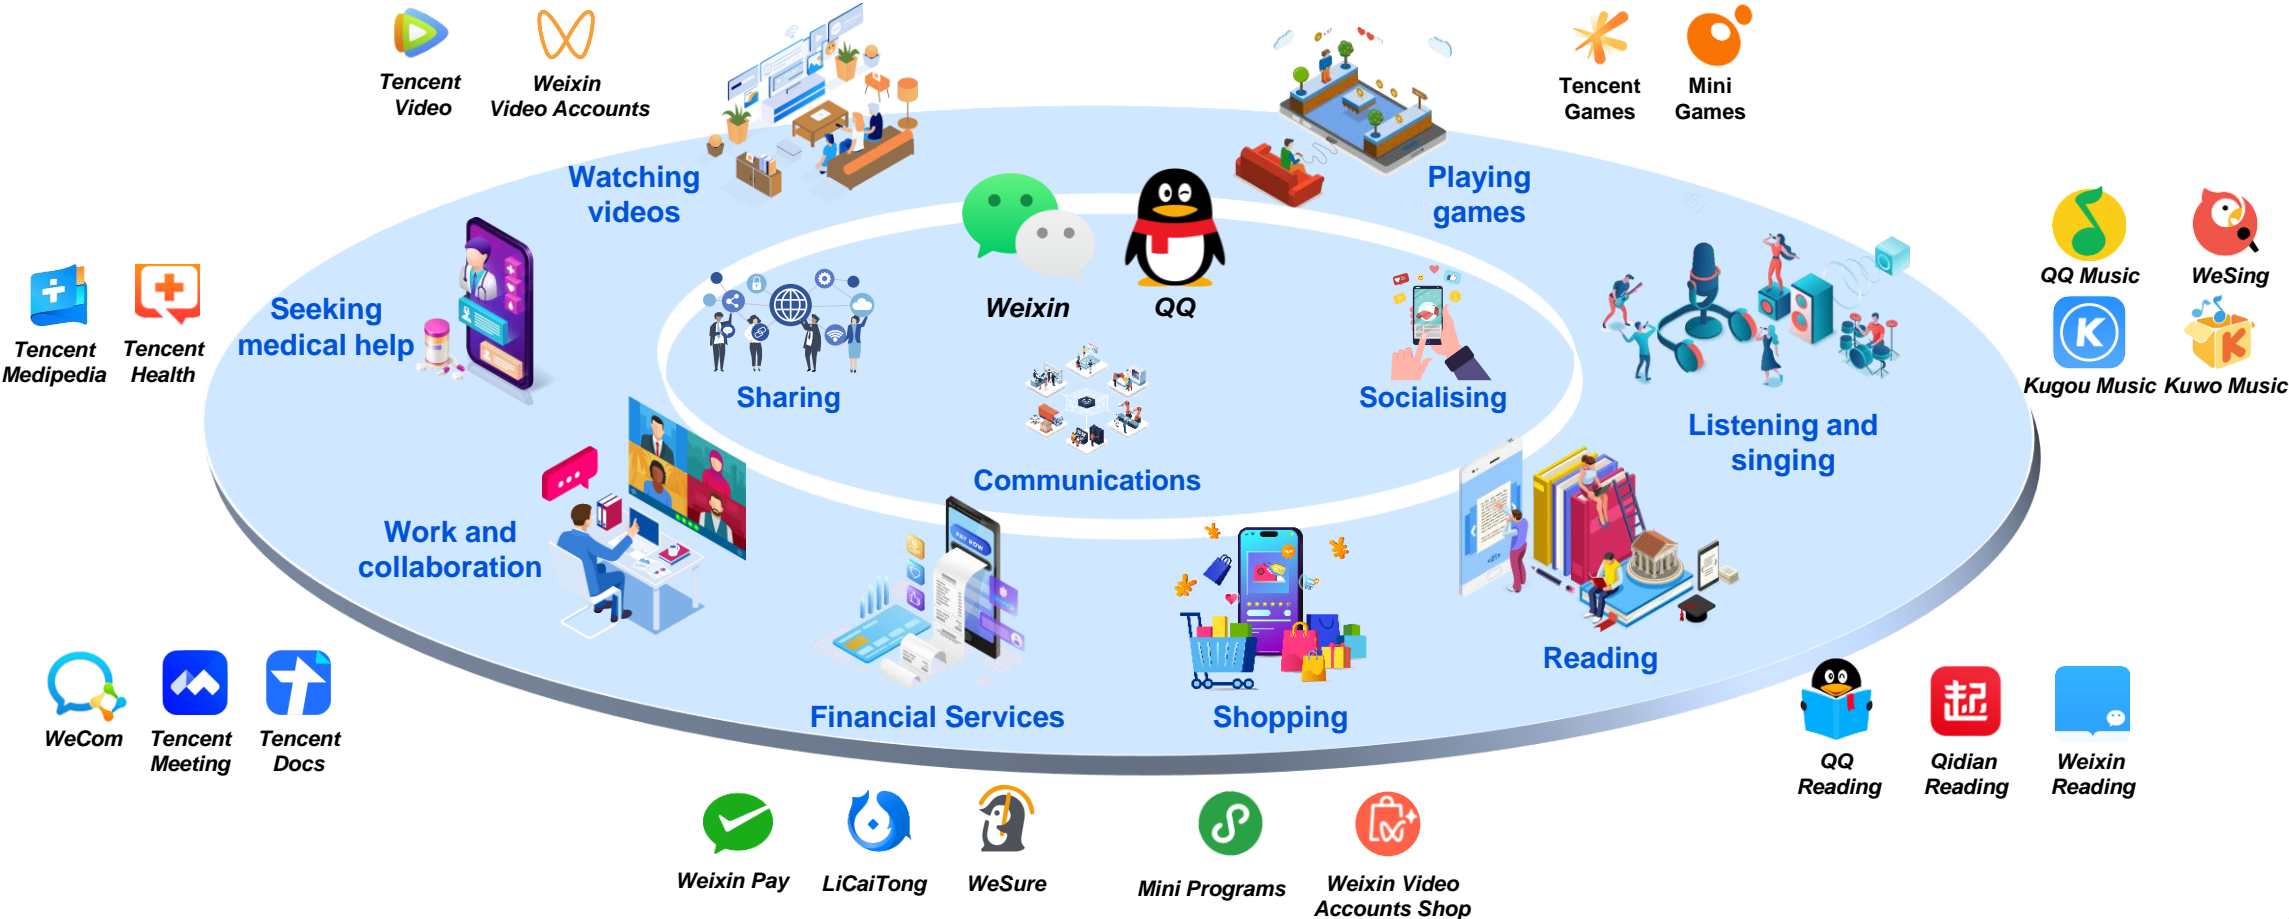 Tencent
Video
Weixin
Video Accounts
Tencent
Games
Mini
Games
Watching
videos
Playing
games
QQ Music
WeSing
Kugou Music
Kuwo Music
Tencent
Medipedia
Tencent
Health
Seeking
medical help
Weixin
QQ
Sharing
Socialising
Communications
Listening and
singing
Work and
collaboration
PAY NOW
Financial Services
Shopping
Reading
WeCom
Tencent
Meeting
Tencent
Docs
起
QQ
Reading
Qidian
Reading
Weixin
Reading
Weixin Pay
LiCaiTong
WeSure
Mini Programs
Weixin Video
Accounts Shop